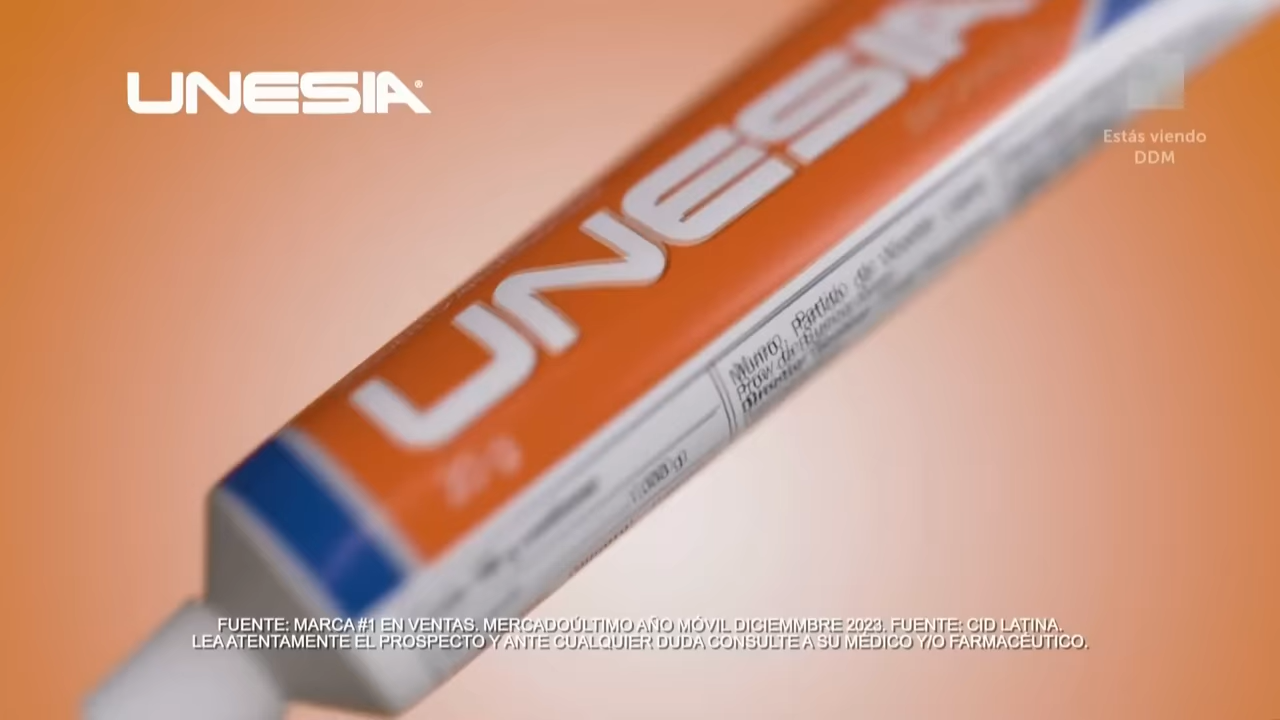 UNESIA®
Estás viendo
DDM
UNESIA
20 g
FUENTE: MARCA #1 EN VENTAS. MERCADOÚLTIMO AÑO MÓVIL DICIEMMBRE 2023. FUENTE: CID LATINA.
LEA ATENTAMENTE EL PROSPECTO Y ANTE CUALQUIER DUDA CONSULTE A SU MÉDICO Y/O FARMACÉUTICO.